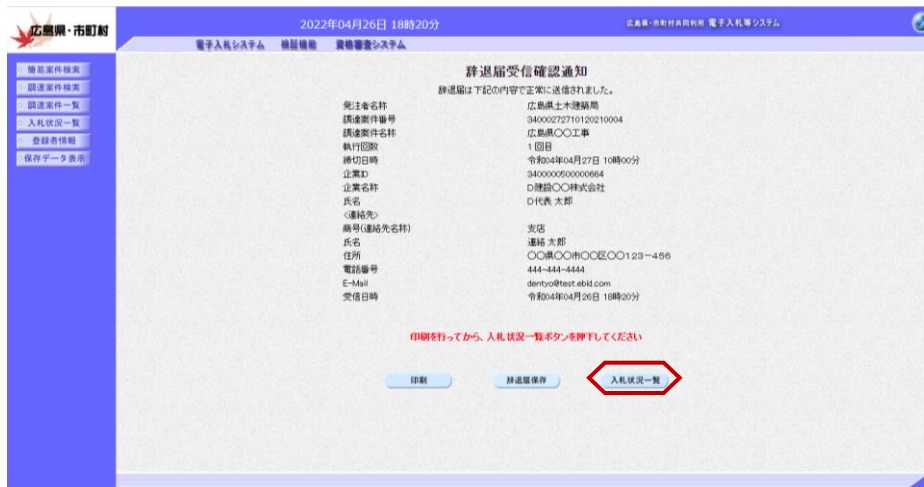 広島県・市町村
2022年04月26日 18時20分
広島県・市町村共同利用 電子入札等システム
電子入札システム 検証機能 資格審査システム
簡易案件検索
調達案件検索
調達案件一覧
入札状況一覧
登録者情報
保存データ表示
辞退届受信確認通知
辞退届は下記の内容で正常に送信されました。
発注者名称 広島県土木建築局
調達案件番号 34000272710120210004
調達案件名称 広島県〇〇工事
執行回数 1回目
締切日時 令和04年04月27日 10時00分
企業ID 3400000500000664
企業名称 D建設〇〇株式会社
氏名 D代表 太郎
<連絡先>
商号(連絡先名称) 支店
氏名 連絡 太郎
住所 〇〇県〇〇市〇〇区〇〇123-456
電話番号 444-444-4444
E-Mail dentyo@test.ebid.com
受信日時 令和04年04月26日 18時20分
印刷を行ってから、入札状況一覧ボタンを押下してください
印刷 辞退届保存 入札状況一覧